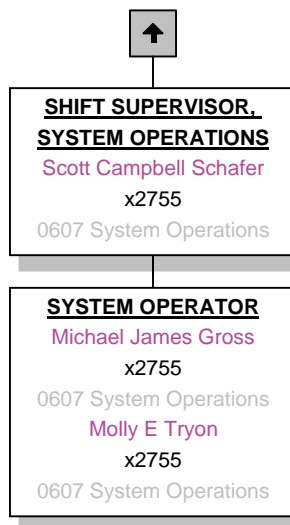 SHIFT SUPERVISOR,
SYSTEM OPERATIONS
Scott Campbell Schafer
x2755
0607 System Operations
SYSTEM OPERATOR
Michael James Gross
x2755
0607 System Operations
Molly E Tryon
x2755
0607 System Operations